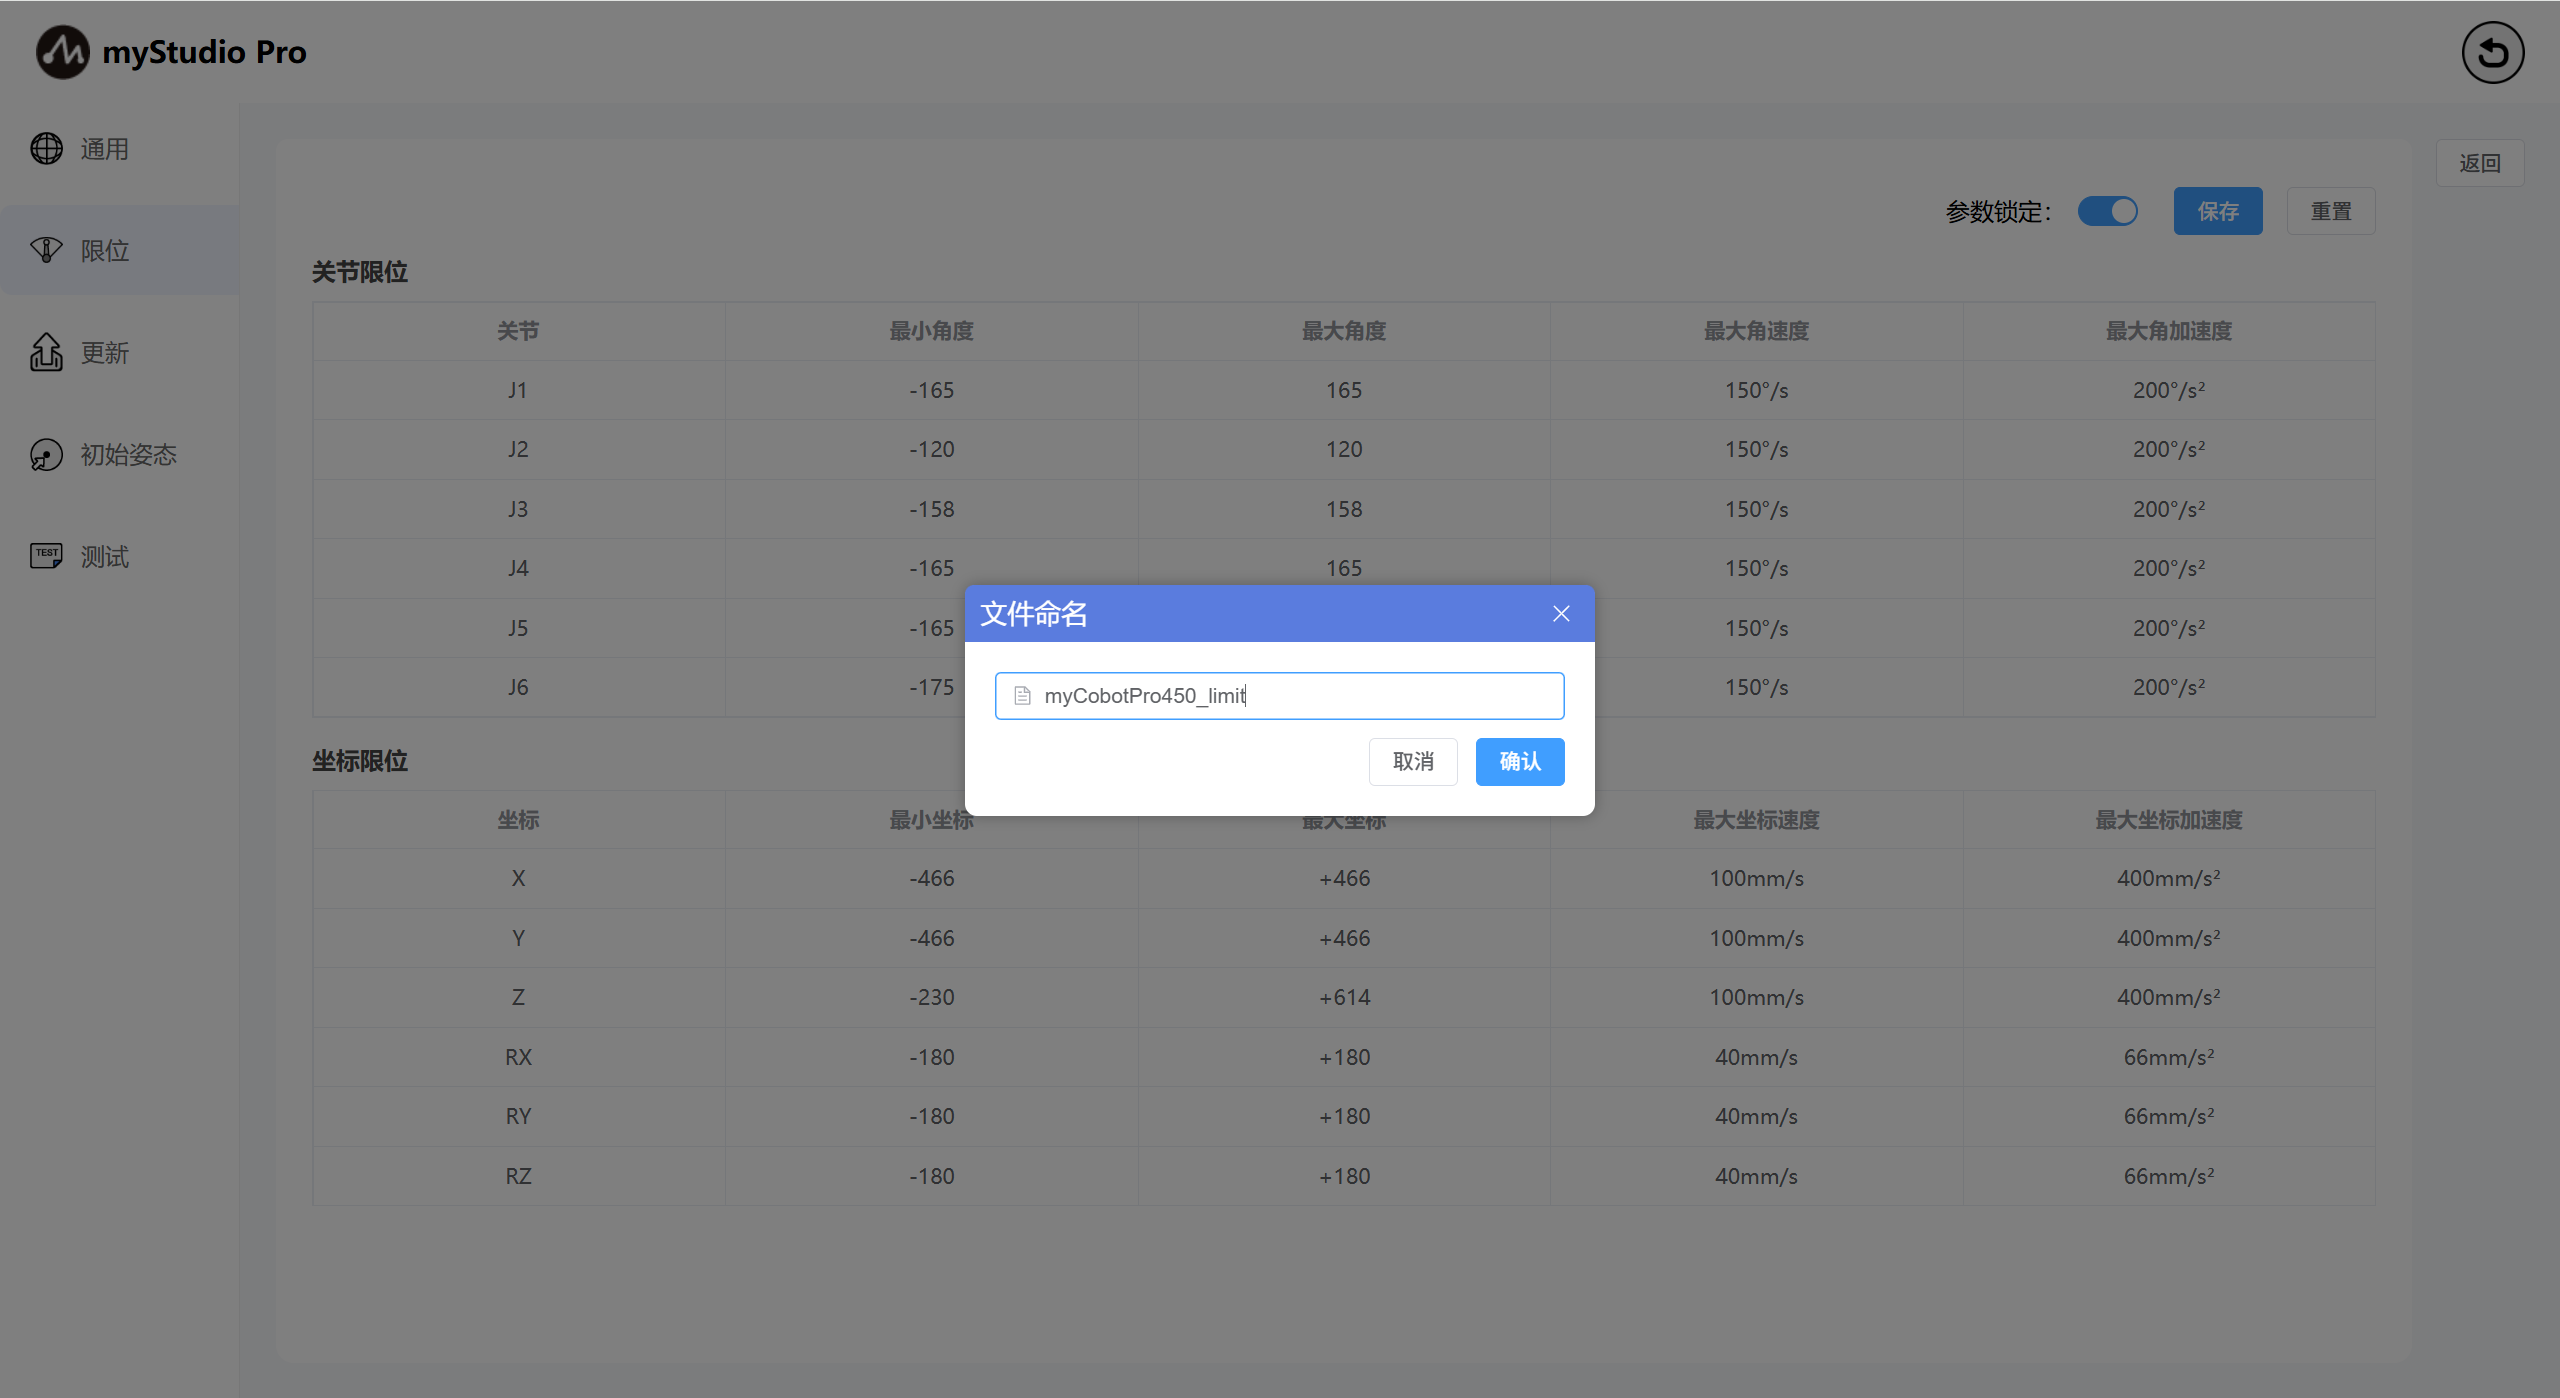 myStudio Pro
通用
限位
更新
初始姿态
TEST 测试
返回
参数锁定： 保存 重置
关节限位
关节 最小角度 最大角度 最大角速度 最大角加速度
J1 -165 165 150°/s 200°/s²
J2 -120 120 150°/s 200°/s²
J3 -158 158 150°/s 200°/s²
J4 -165 165 150°/s 200°/s²
J5 -165 150°/s 200°/s²
J6 -175 150°/s 200°/s²
文件命名
myCobotPro450_limit
取消 确认
坐标限位
坐标 最小坐标 最大坐标 最大坐标速度 最大坐标加速度
X -466 +466 100mm/s 400mm/s²
Y -466 +466 100mm/s 400mm/s²
Z -230 +614 100mm/s 400mm/s²
RX -180 +180 40mm/s 66mm/s²
RY -180 +180 40mm/s 66mm/s²
RZ -180 +180 40mm/s 66mm/s²